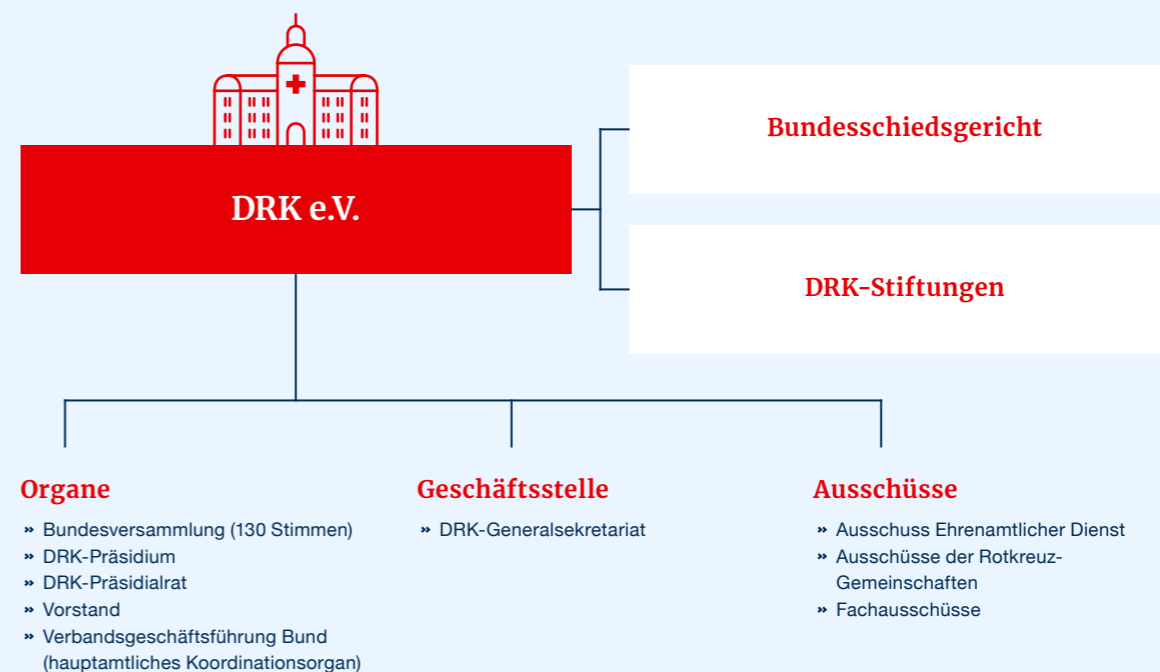 DRK e.V.
Bundesschiedsgericht
DRK-Stiftungen
Organe
» Bundesversammlung (130 Stimmen)
» DRK-Präsidium
» DRK-Präsidialrat
» Vorstand
» Verbandsgeschäftsführung Bund
(hauptamtliches Koordinationsorgan)
Geschäftsstelle
» DRK-Generalsekretariat
Ausschüsse
» Ausschuss Ehrenamtlicher Dienst
» Ausschüsse der Rotkreuz-
Gemeinschaften
» Fachausschüsse